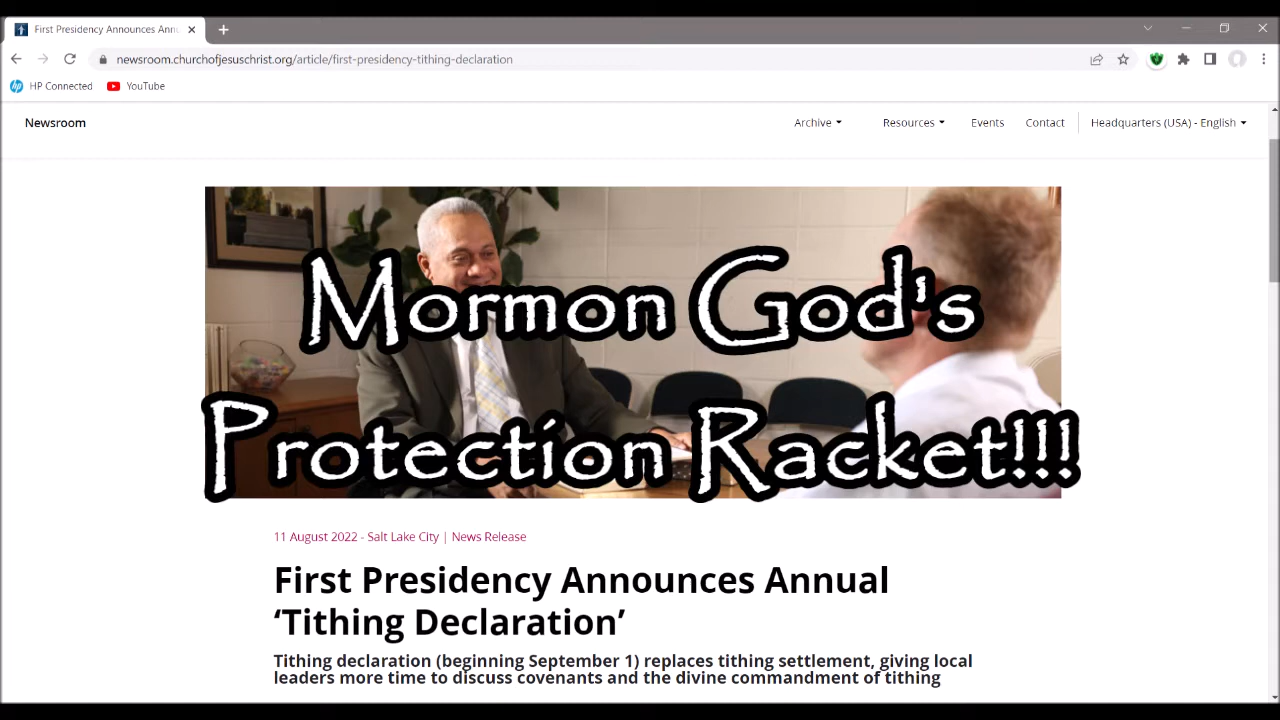 First Presidency Announces Ann
newsroom.churchofjesuschrist.org/article/first-presidency-tithing-declaration
HP Connected YouTube
Newsroom Archive Resources Events Contact Headquarters (USA) - English
Mormon God's
Protection Racket!!!
11 August 2022 - Salt Lake City | News Release
First Presidency Announces Annual
‘Tithing Declaration’
Tithing declaration (beginning September 1) replaces tithing settlement, giving local
leaders more time to discuss covenants and the divine commandment of tithing